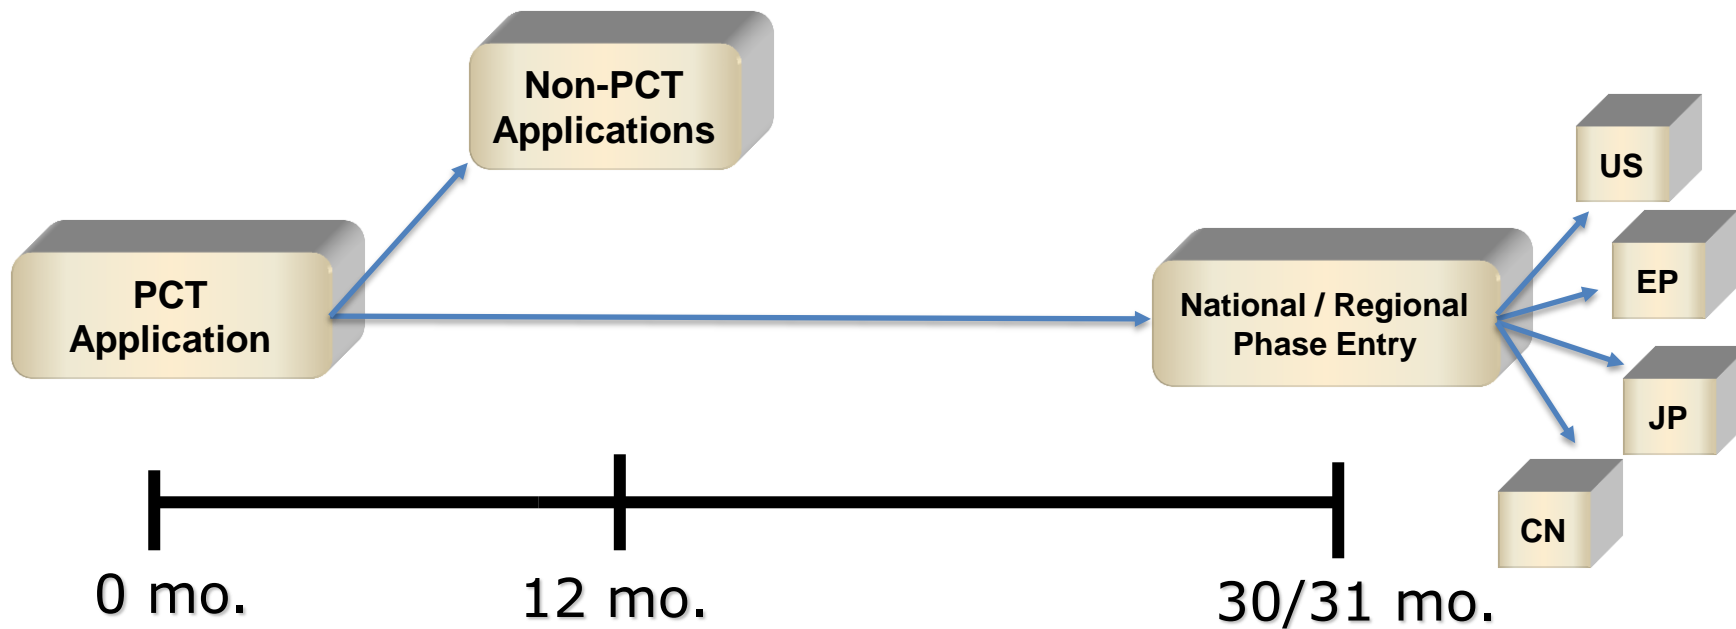 Non-PCT
Applications
PCT
Application
National / Regional
Phase Entry
US
EP
JP
CN
0 mo.
12 mo.
30/31 mo.